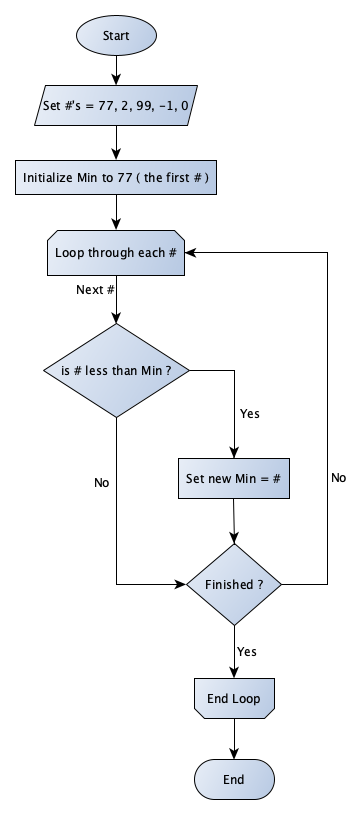 Start
Set #'s = 77, 2, 99, -1, 0
Initialize Min to 77 ( the first # )
Loop through each #
Next #
is # less than Min ?
Yes
Set new Min = #
No
No
Finished ?
Yes
End Loop
End